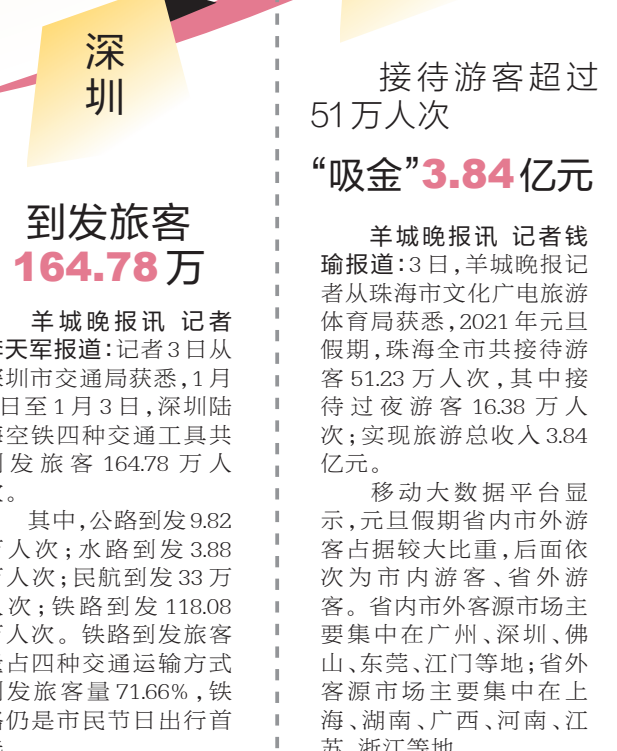 深
圳
到发旅客
164.78万
羊城晚报讯 记者
天军报道:记者3日从
圳市交通局获悉,1月
日至1月3日,深圳陆
空铁四种交通工具共
发旅客164.78万人
。
其中,公路到发9.82
人次;水路到发3.88
人次;民航到发33万
次;铁路到发118.08
人次。铁路到发旅客
占四种交通运输方式
发旅客量71.66%,铁
仍是市民节日出行首
接待游客超过
51万人次
“吸金”3.84亿元
羊城晚报讯 记者钱
瑜报道:3日,羊城晚报记
者从珠海市文化广电旅游
体育局获悉,2021年元旦
假期,珠海全市共接待游
客51.23万人次,其中接
待过夜游客16.38万人
次;实现旅游总收入3.84
亿元。
移动大数据平台显
示,元旦假期省内市外游
客占据较大比重,后面依
次为市内游客、省外游
客。省内市外客源市场主
要集中在广州、深圳、佛
山、东莞、江门等地;省外
客源市场主要集中在上
海、湖南、广西、河南、江
苏、浙江等地